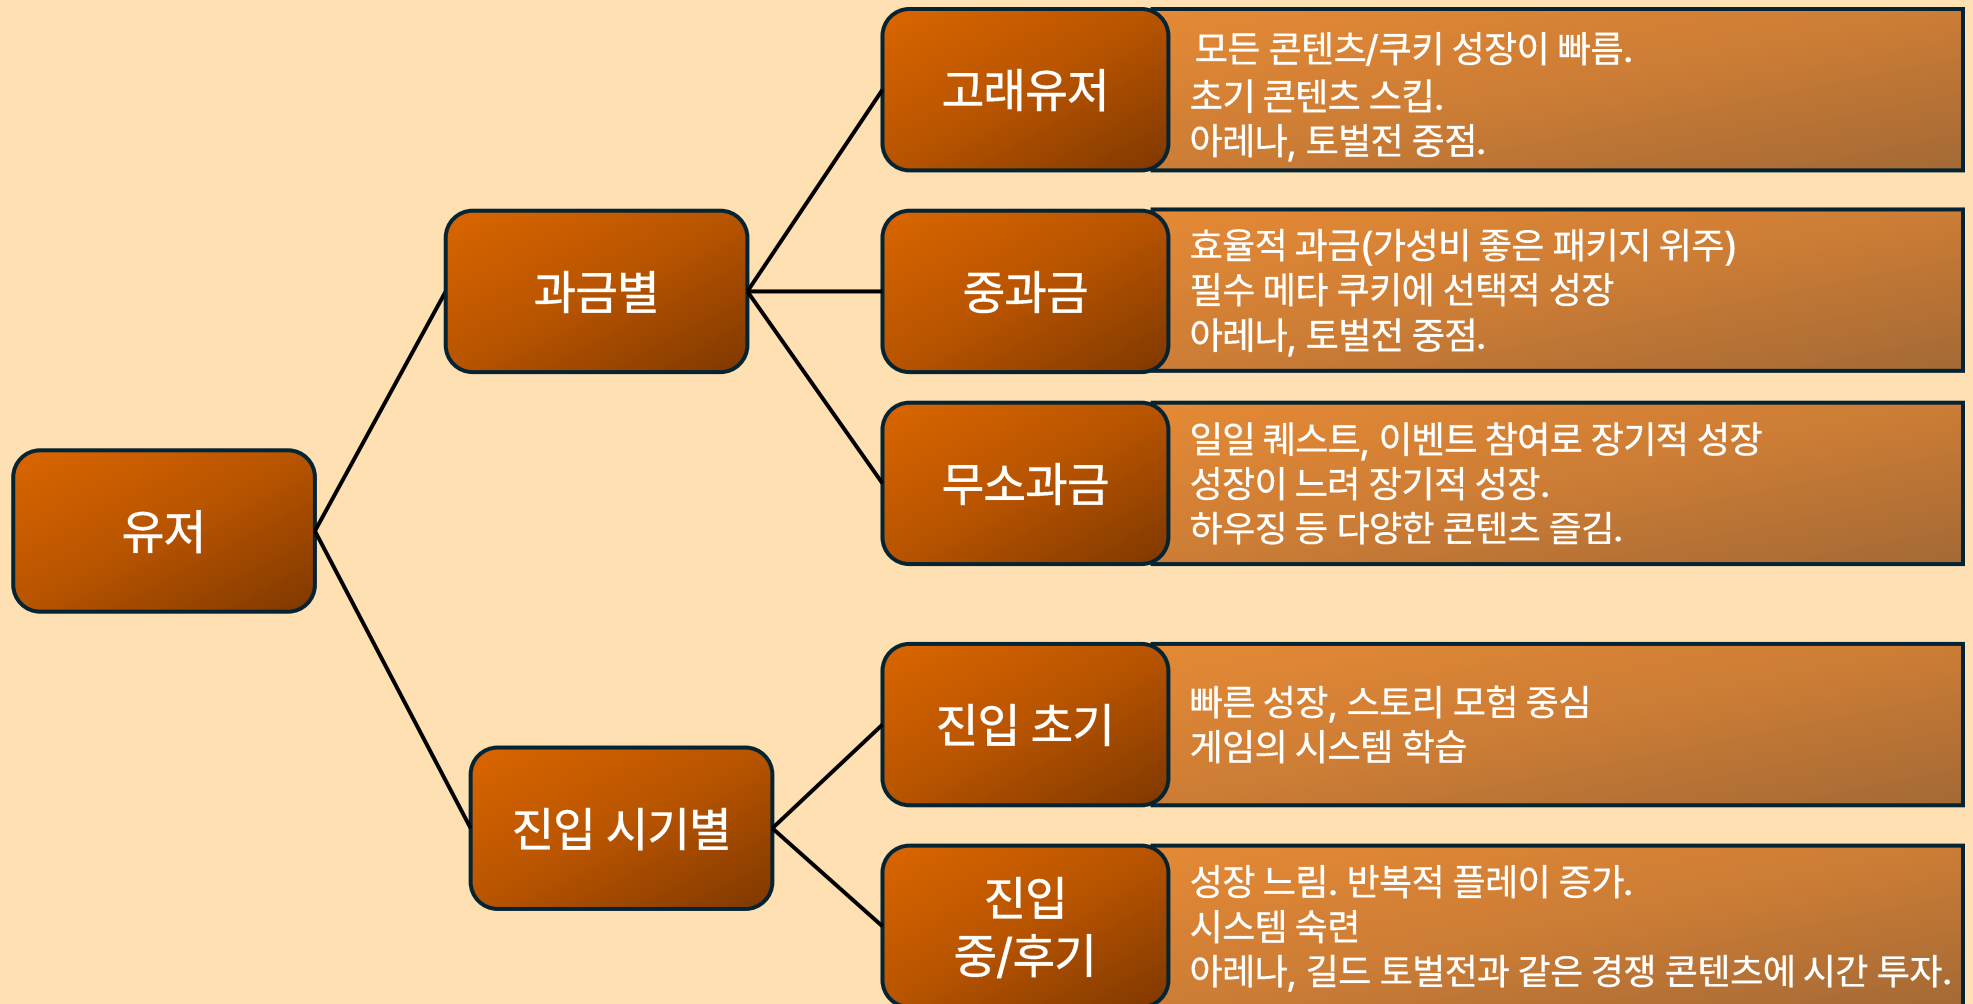 유저
과금별
고래유저
모든 콘텐츠/쿠키 성장이 빠름.
초기 콘텐츠 스킵.
아레나, 토벌전 중점.
중과금
효율적 과금(가성비 좋은 패키지 위주)
필수 메타 쿠키에 선택적 성장
아레나, 토벌전 중점.
무소과금
일일 퀘스트, 이벤트 참여로 장기적 성장
성장이 느려 장기적 성장.
하우징 등 다양한 콘텐츠 즐김.
진입 시기별
진입 초기
빠른 성장, 스토리 모험 중심
게임의 시스템 학습
진입
중/후기
성장 느림. 반복적 플레이 증가.
시스템 숙련
아레나, 길드 토벌전과 같은 경쟁 콘텐츠에 시간 투자.